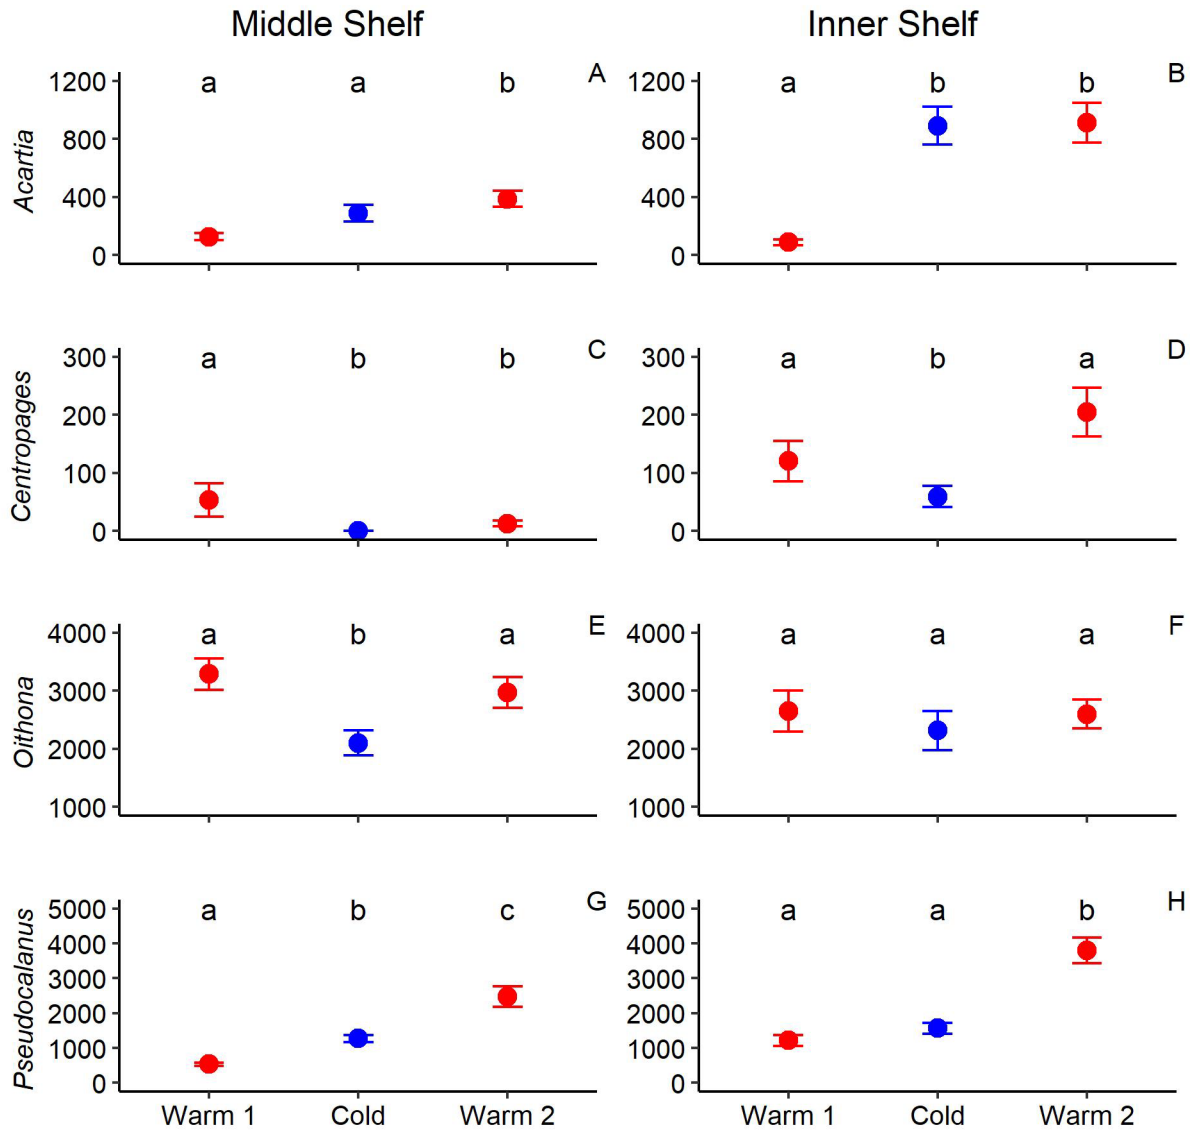 Middle Shelf
Inner Shelf
Acartia
1200
800
400
0
a a b
A
1200
800
400
0
a b b
B
Centropages
300
200
100
0
a b b
C
300
200
100
0
a b a
D
Oithona
4000
3000
2000
1000
a b a
E
4000
3000
2000
1000
a a a
F
Pseudocalanus
5000
4000
3000
2000
1000
0
a b c
G
5000
4000
3000
2000
1000
0
a a b
H
Warm 1 Cold Warm 2
Warm 1 Cold Warm 2